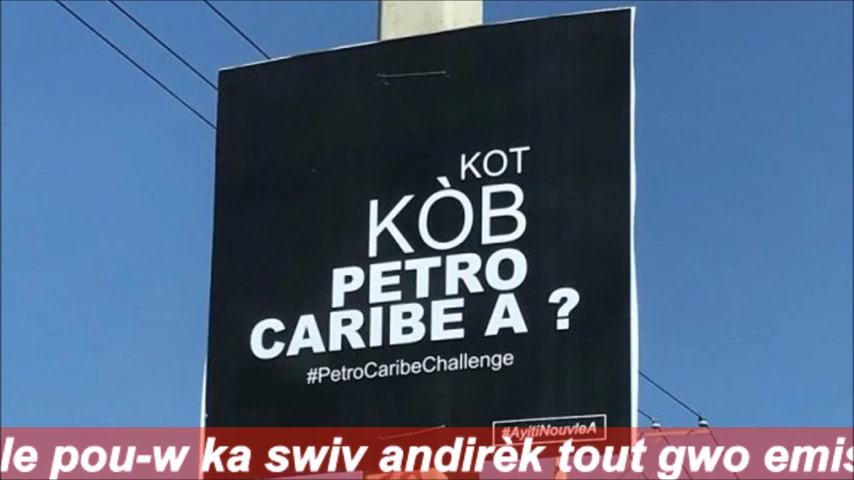 KOT
KÒB
PETRO
CARIBE A ?
#PetroCaribeChallenge
#AyitiNouvleA
le pou-w ka swiv andirèk tout gwo emis